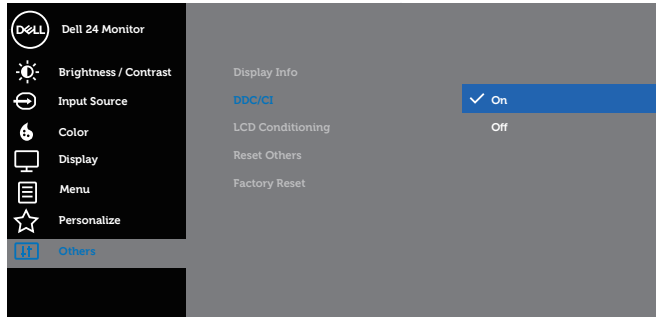 DELL Dell 24 Monitor
Brightness / Contrast
Input Source
Color
Display
Menu
Personalize
Others
Display Info
DDC/CI
LCD Conditioning
Reset Others
Factory Reset
On
Off